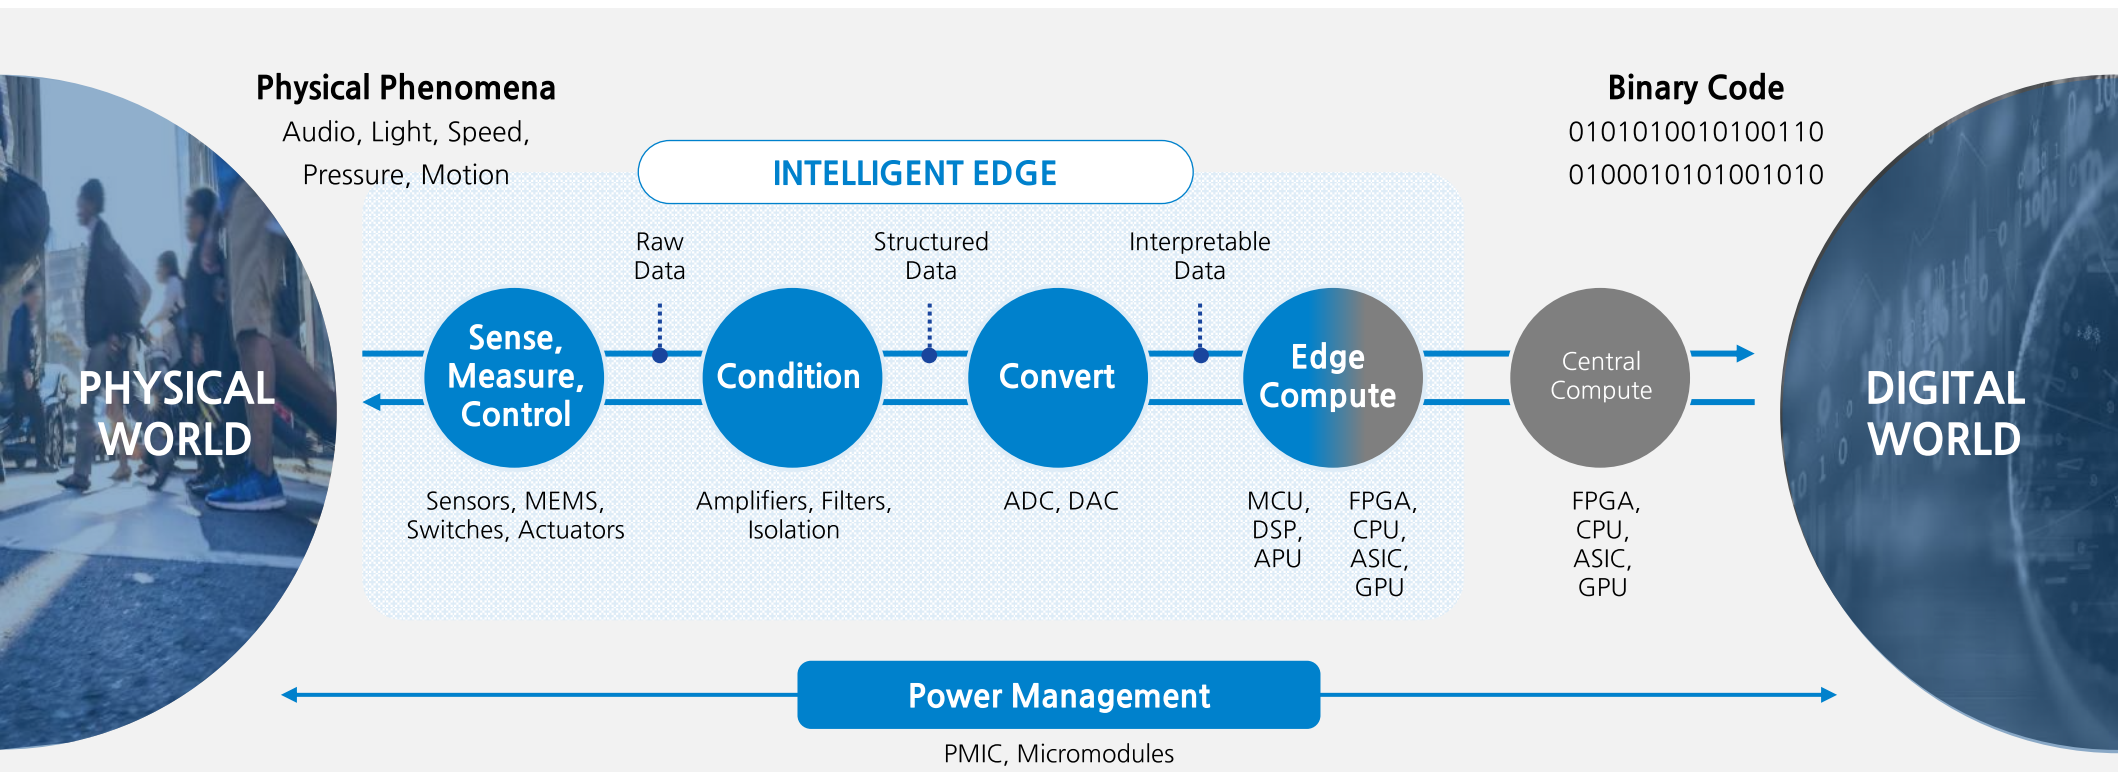 Physical Phenomena
Audio, Light, Speed,
Pressure, Motion
Binary Code
0101010010100110
0100010101001010
INTELLIGENT EDGE
Raw
Data
Structured
Data
Interpretable
Data
PHYSICAL
WORLD
Sense,
Measure,
Control
Condition
Convert
Edge
Compute
Central
Compute
DIGITAL
WORLD
Sensors, MEMS,
Switches, Actuators
Amplifiers, Filters,
Isolation
ADC, DAC
MCU,
DSP,
APU
FPGA,
CPU,
ASIC,
GPU
FPGA,
CPU,
ASIC,
GPU
Power Management
PMIC, Micromodules